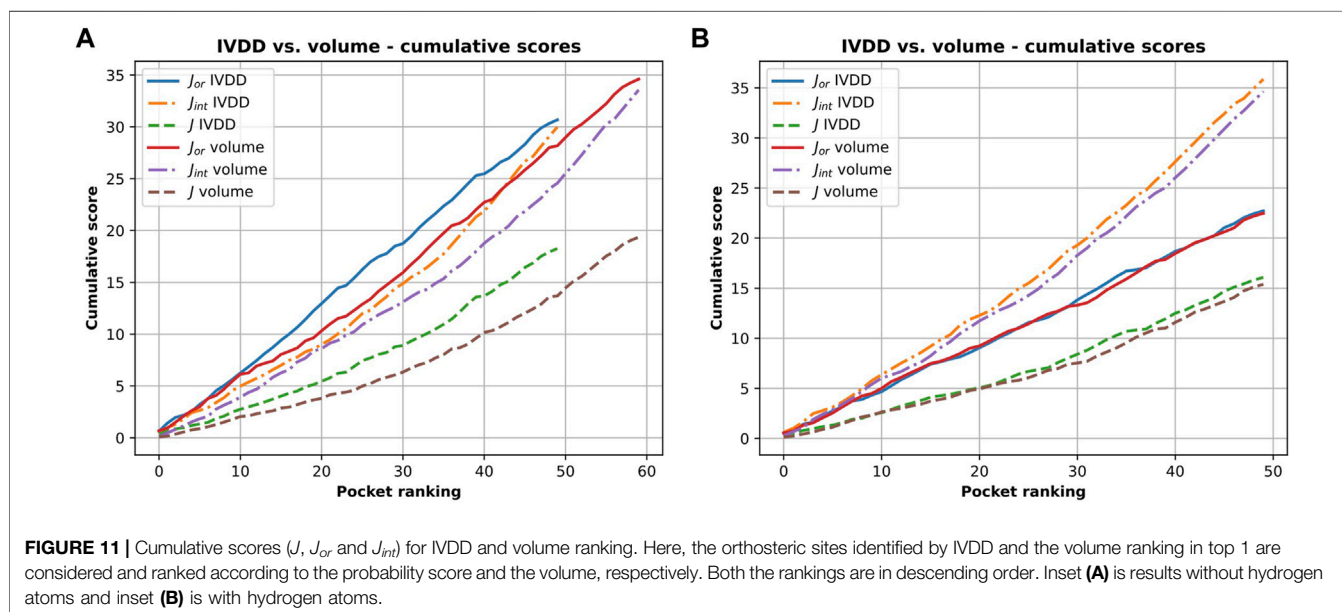 A
IVDD vs. volume - cumulative scores
35
30
25
20
15
10
5
0
Cumulative score
J_or IVDD
J_int IVDD
J IVDD
J_or volume
J_int volume
J volume
0 10 20 30 40 50 60
Pocket ranking
B
IVDD vs. volume - cumulative scores
35
30
25
20
15
10
5
0
Cumulative score
J_or IVDD
J_int IVDD
J IVDD
J_or volume
J_int volume
J volume
0 10 20 30 40 50
Pocket ranking
FIGURE 11 | Cumulative scores (J, J_or and J_int) for IVDD and volume ranking. Here, the orthosteric sites identified by IVDD and the volume ranking in top 1 are
considered and ranked according to the probability score and the volume, respectively. Both the rankings are in descending order. Inset (A) is results without hydrogen
atoms and inset (B) is with hydrogen atoms.